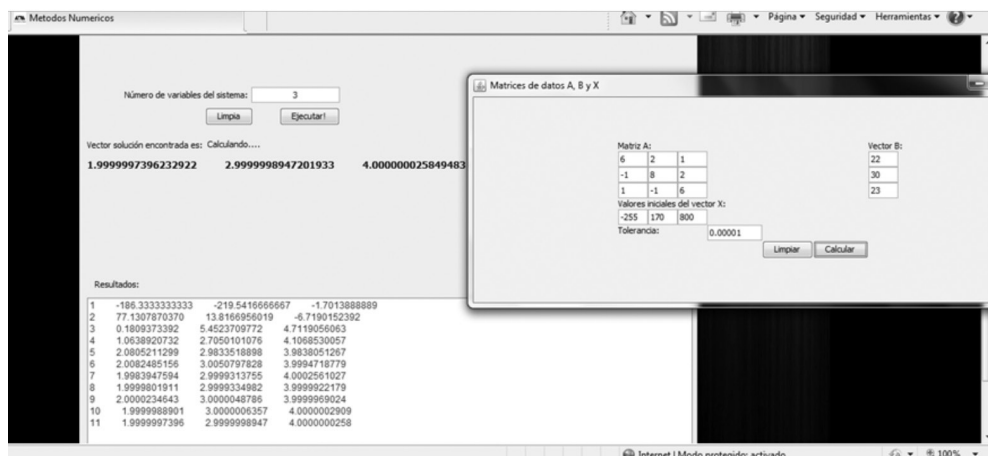 Metodos Numericos
Página Seguridad Herramientas
Número de variables del sistema: 3
Limpia Ejecutar!
Vector solución encontrada es: Calculando....
1.9999997396232922 2.9999998947201933 4.000000025849483
Matrices de datos A, B y X
Matriz A:
6 2 1
-1 8 2
1 -1 6
Vector B:
22
30
23
Valores iniciales del vector X:
-255 170 800
Tolerancia: 0.00001
Limpiar Calcular
Resultados:
1 -186.3333333333 -219.5416666667 -1.7013888889
2 77.1307870370 13.8166956019 -6.7190152392
3 0.1809373392 5.4523709772 4.7119056063
4 1.0638920732 2.7050101076 4.1068530057
5 2.0805211299 2.9833518898 3.9838051267
6 2.0082485156 3.0050797828 3.9994718779
7 1.9983947594 2.9999313755 4.0002561027
8 1.9999801911 2.9999334982 3.9999922179
9 2.0000234643 3.0000048786 3.9999969024
10 1.9999988901 3.0000006357 4.0000002909
11 1.9999997396 2.9999998947 4.0000000258
Internet | Modo protegido: activado 100%